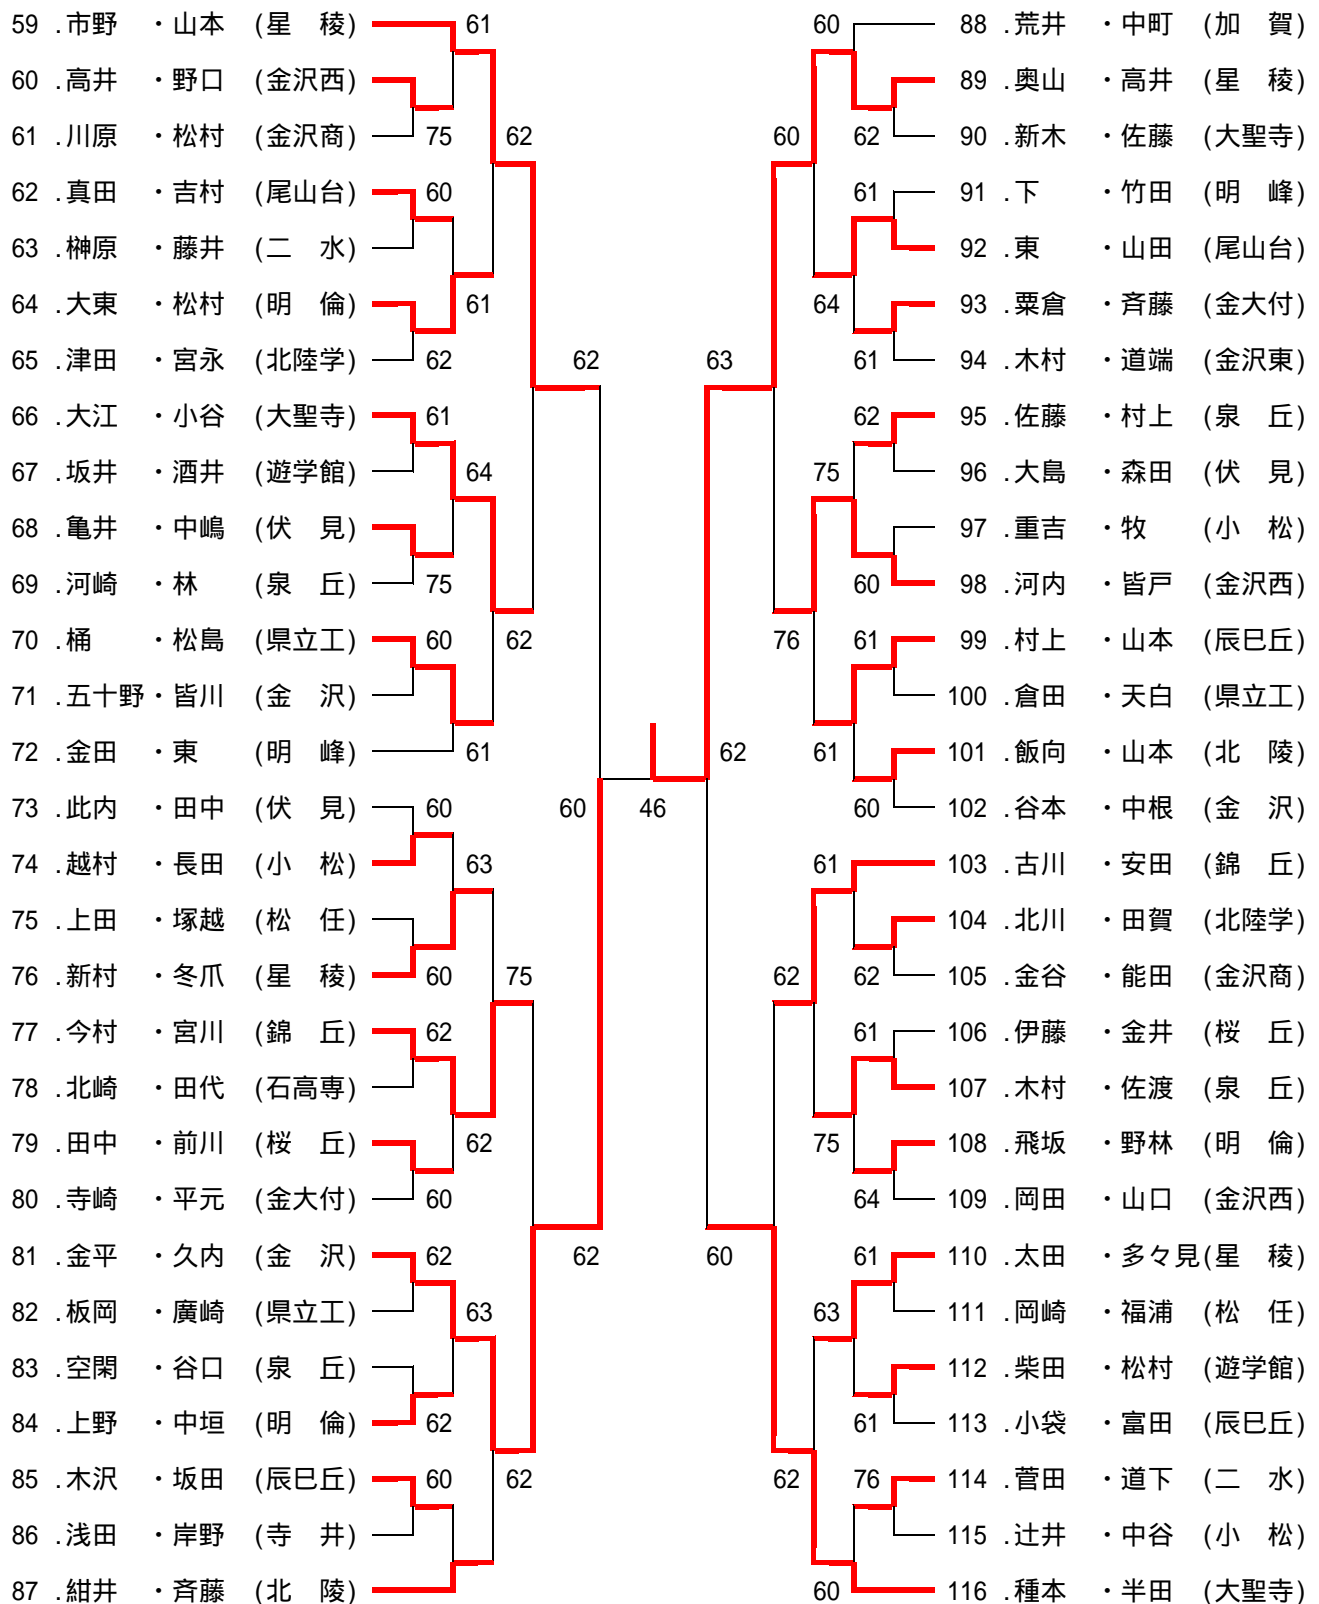 59 .市野 ・山本 (星 稜) 61 60 88 .荒井 ・中町 (加 賀)
60 .高井 ・野口 (金沢西) 89 .奥山 ・高井 (星 稜)
61 .川原 ・松村 (金沢商) 75 62 60 62 90 .新木 ・佐藤 (大聖寺)
62 .真田 ・吉村 (尾山台) 60 61 91 .下 ・竹田 (明 峰)
63 .榊原 ・藤井 (二 水) 92 .東 ・山田 (尾山台)
64 .大東 ・松村 (明 倫) 61 64 93 .粟倉 ・斉藤 (金大付)
65 .津田 ・宮永 (北陸学) 62 62 63 61 94 .木村 ・道端 (金沢東)
66 .大江 ・小谷 (大聖寺) 61 62 95 .佐藤 ・村上 (泉 丘)
67 .坂井 ・酒井 (遊学館) 64 75 96 .大島 ・森田 (伏 見)
68 .亀井 ・中嶋 (伏 見) 97 .重吉 ・牧 (小 松)
69 .河崎 ・林 (泉 丘) 75 60 98 .河内 ・皆戸 (金沢西)
70 .桶 ・松島 (県立工) 60 62 76 61 99 .村上 ・山本 (辰巳丘)
71 .五十野・皆川 (金 沢) 100 .倉田 ・天白 (県立工)
72 .金田 ・東 (明 峰) 61 62 61 101 .飯向 ・山本 (北 陵)
73 .此内 ・田中 (伏 見) 60 60 46 60 102 .谷本 ・中根 (金 沢)
74 .越村 ・長田 (小 松) 63 61 103 .古川 ・安田 (錦 丘)
75 .上田 ・塚越 (松 任) 104 .北川 ・田賀 (北陸学)
76 .新村 ・冬爪 (星 稜) 60 75 62 62 105 .金谷 ・能田 (金沢商)
77 .今村 ・宮川 (錦 丘) 62 61 106 .伊藤 ・金井 (桜 丘)
78 .北崎 ・田代 (石高専) 107 .木村 ・佐渡 (泉 丘)
79 .田中 ・前川 (桜 丘) 62 75 108 .飛坂 ・野林 (明 倫)
80 .寺崎 ・平元 (金大付) 60 64 109 .岡田 ・山口 (金沢西)
81 .金平 ・久内 (金 沢) 62 62 60 61 110 .太田 ・多々見(星 稜)
82 .板岡 ・廣崎 (県立工) 63 63 111 .岡崎 ・福浦 (松 任)
83 .空閑 ・谷口 (泉 丘) 112 .柴田 ・松村 (遊学館)
84 .上野 ・中垣 (明 倫) 62 61 113 .小袋 ・富田 (辰巳丘)
85 .木沢 ・坂田 (辰巳丘) 60 62 62 76 114 .菅田 ・道下 (二 水)
86 .浅田 ・岸野 (寺 井) 115 .辻井 ・中谷 (小 松)
87 .紺井 ・斉藤 (北 陵) 60 116 .種本 ・半田 (大聖寺)